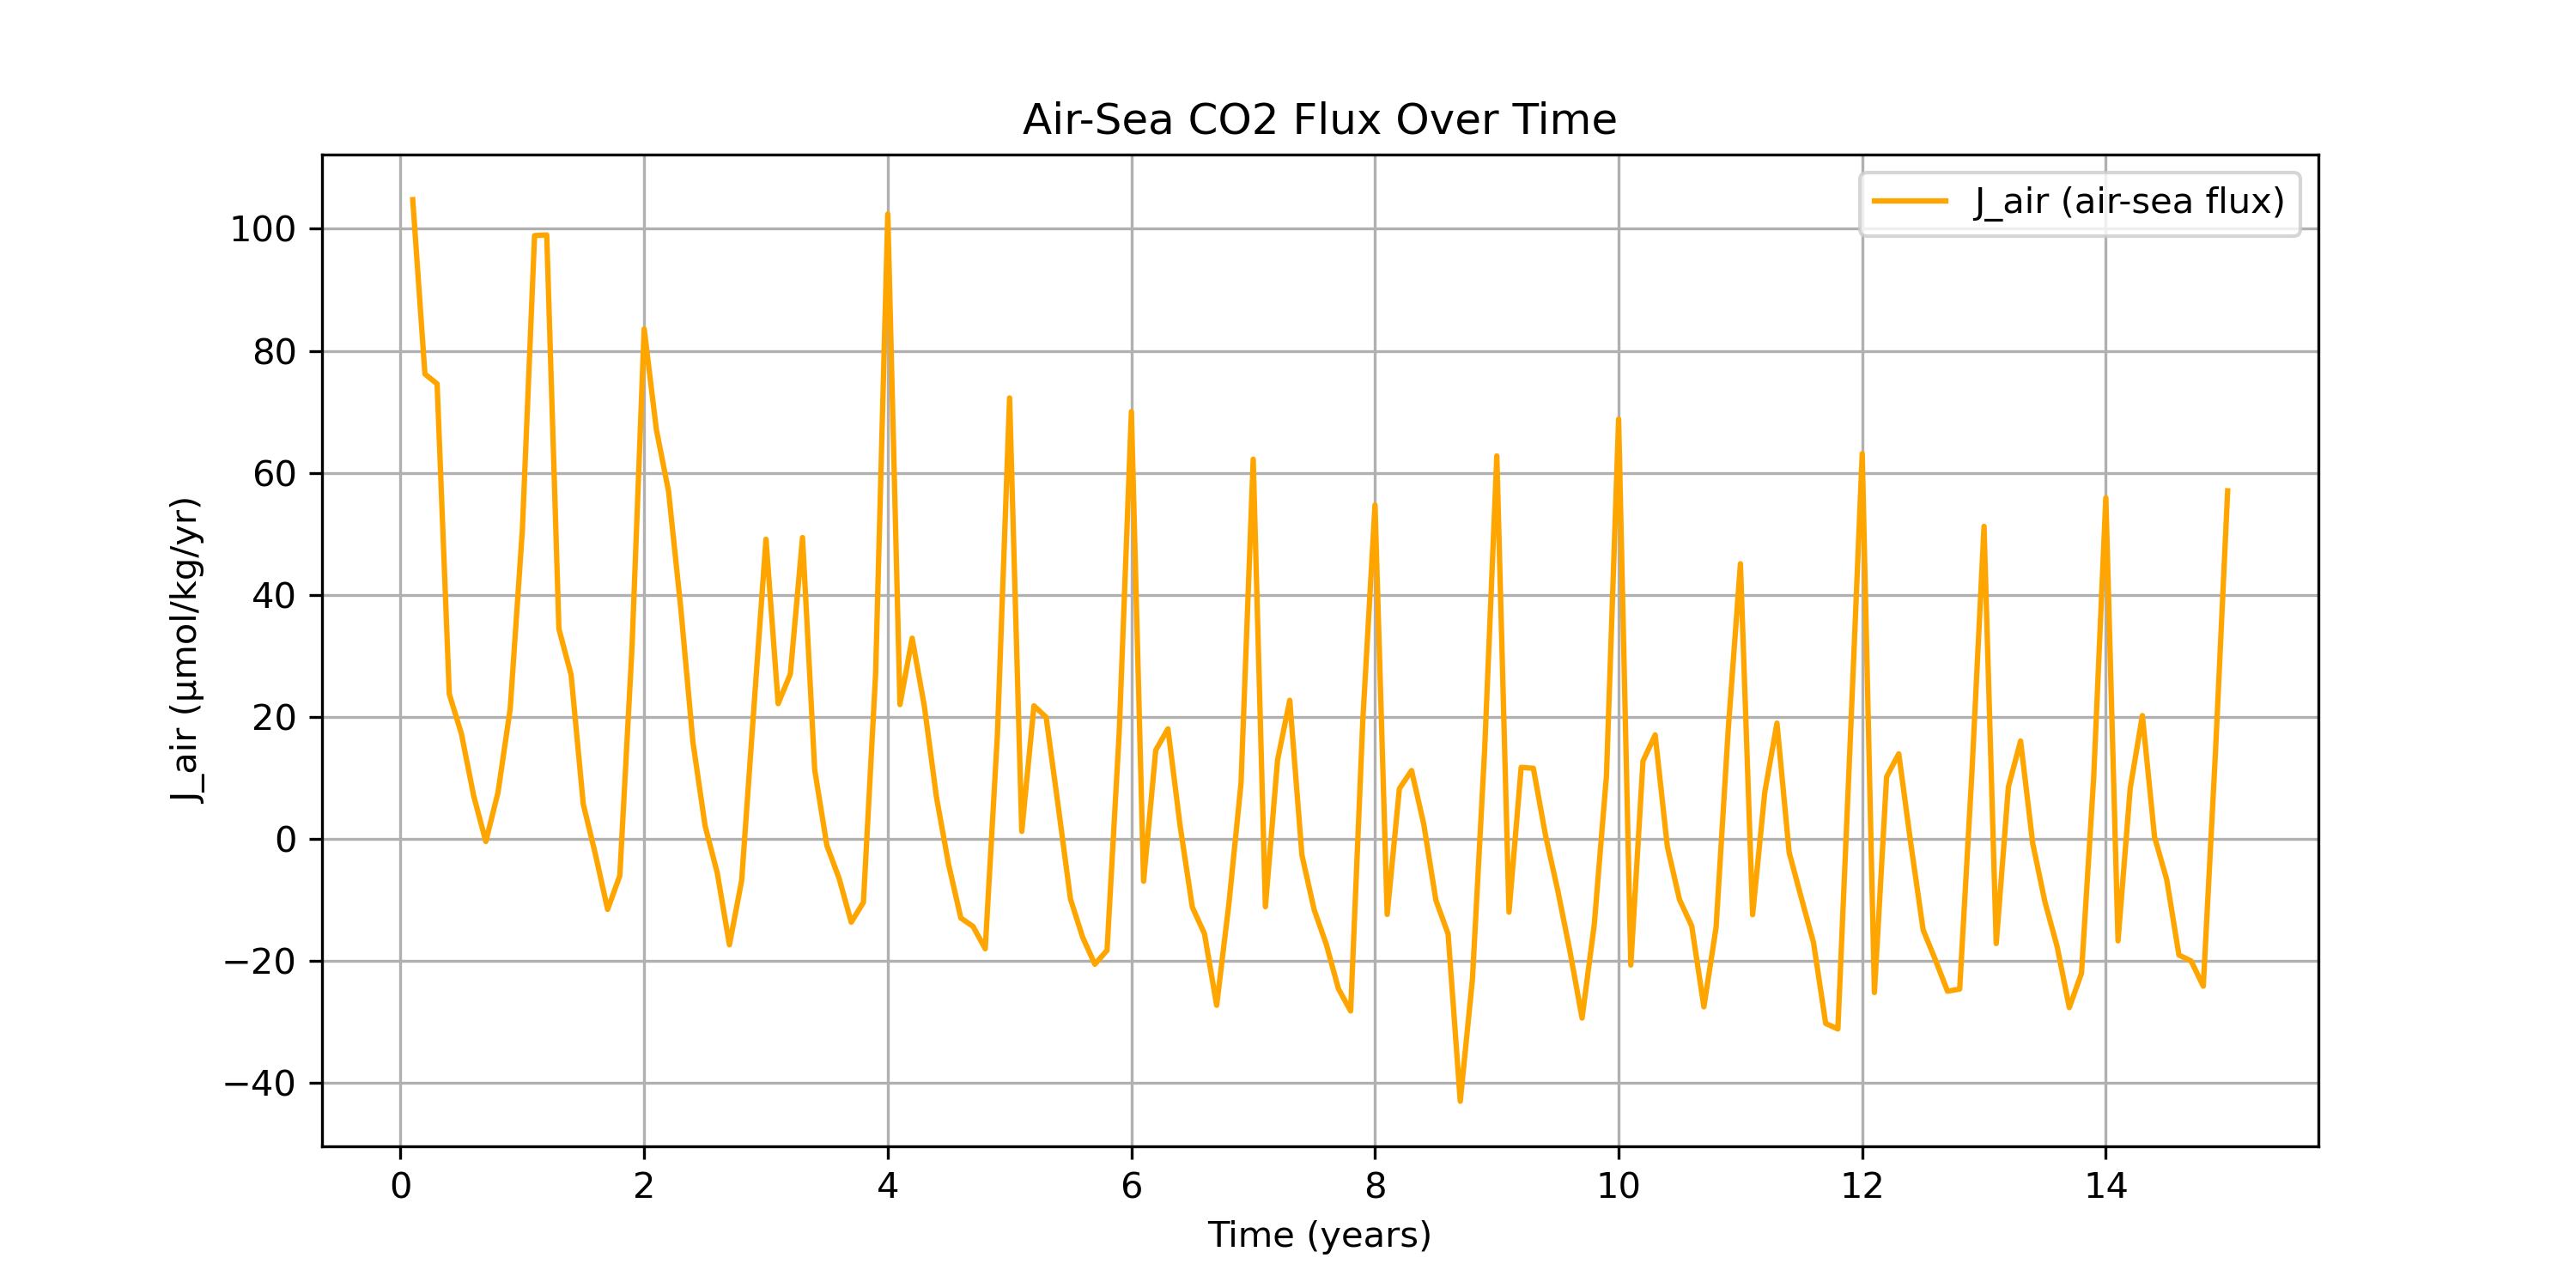 Air-Sea CO2 Flux Over Time
J_air (air-sea flux)
J_air (µmol/kg/yr)
100
80
60
40
20
0
−20
−40
0 2 4 6 8 10 12 14
Time (years)